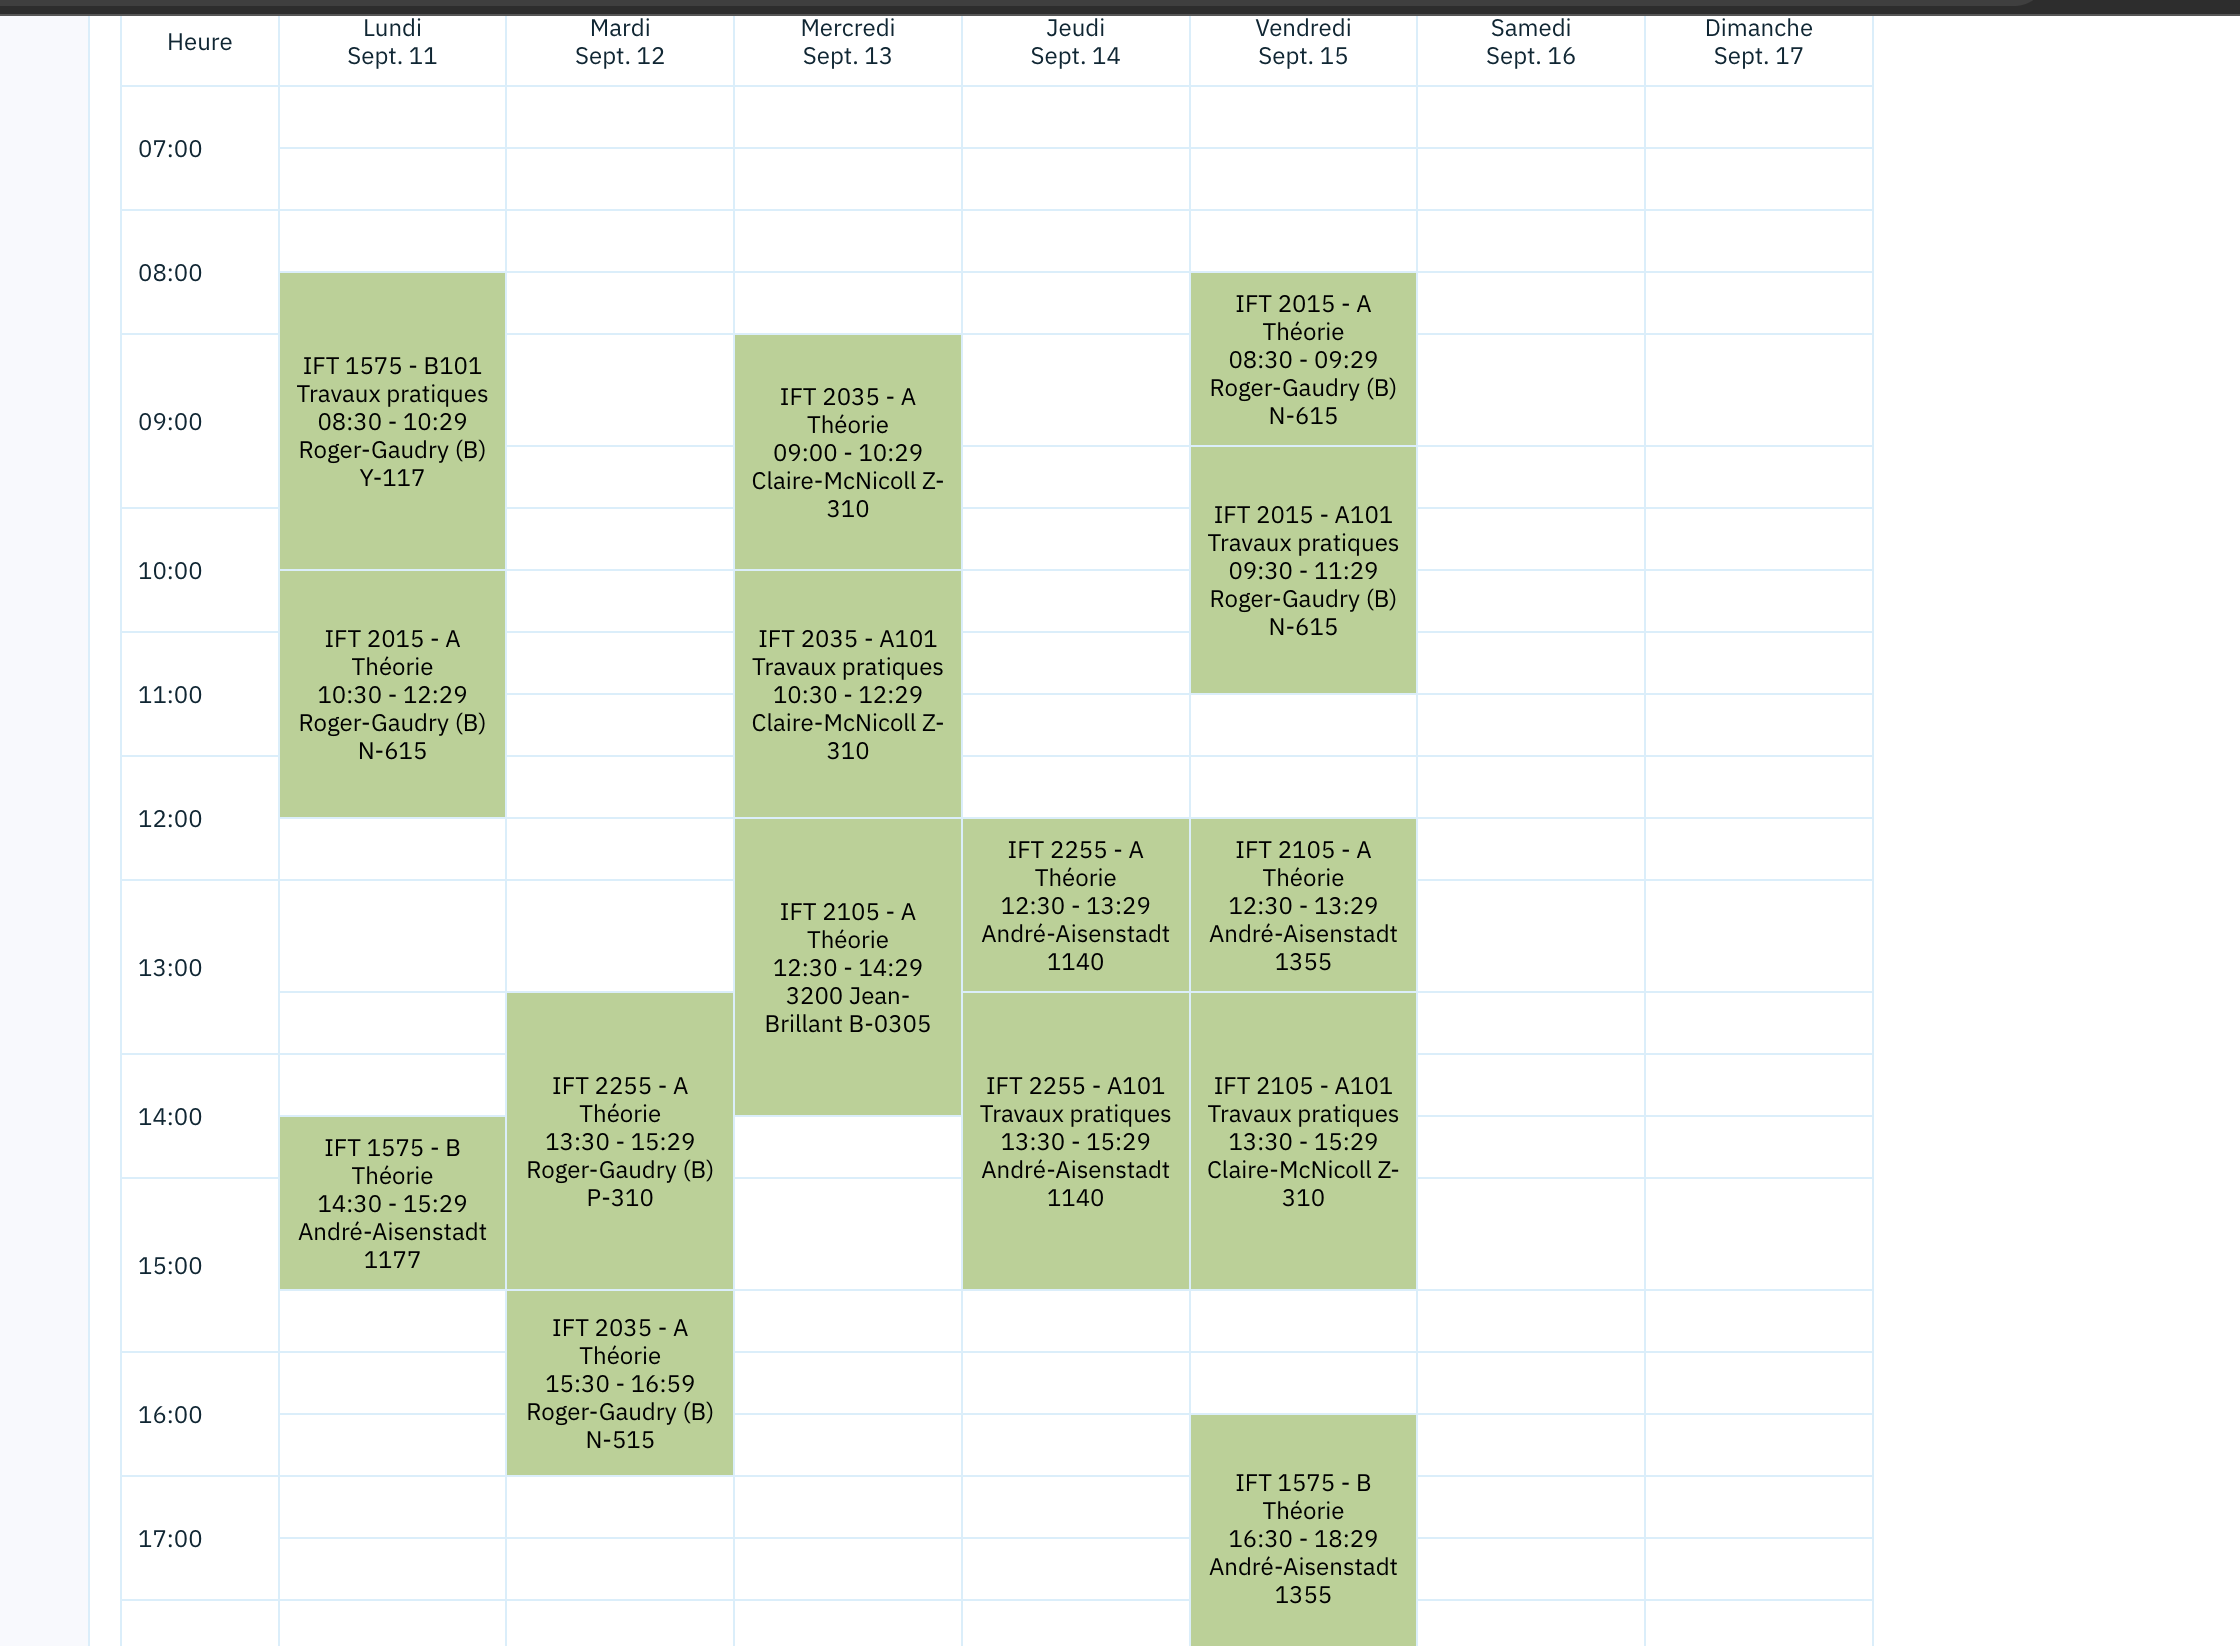 Heure
Lundi
Sept. 11
Mardi
Sept. 12
Mercredi
Sept. 13
Jeudi
Sept. 14
Vendredi
Sept. 15
Samedi
Sept. 16
Dimanche
Sept. 17
07:00
08:00
09:00
10:00
11:00
12:00
13:00
14:00
15:00
16:00
17:00
IFT 1575 - B101
Travaux pratiques
08:30 - 10:29
Roger-Gaudry (B)
Y-117
IFT 2015 - A
Théorie
10:30 - 12:29
Roger-Gaudry (B)
N-615
IFT 1575 - B
Théorie
14:30 - 15:29
André-Aisenstadt
1177
IFT 2255 - A
Théorie
13:30 - 15:29
Roger-Gaudry (B)
P-310
IFT 2035 - A
Théorie
15:30 - 16:59
Roger-Gaudry (B)
N-515
IFT 2035 - A
Théorie
09:00 - 10:29
Claire-McNicoll Z-
310
IFT 2035 - A101
Travaux pratiques
10:30 - 12:29
Claire-McNicoll Z-
310
IFT 2105 - A
Théorie
12:30 - 14:29
3200 Jean-
Brillant B-0305
IFT 2255 - A
Théorie
12:30 - 13:29
André-Aisenstadt
1140
IFT 2255 - A101
Travaux pratiques
13:30 - 15:29
André-Aisenstadt
1140
IFT 2015 - A
Théorie
08:30 - 09:29
Roger-Gaudry (B)
N-615
IFT 2015 - A101
Travaux pratiques
09:30 - 11:29
Roger-Gaudry (B)
N-615
IFT 2105 - A
Théorie
12:30 - 13:29
André-Aisenstadt
1355
IFT 2105 - A101
Travaux pratiques
13:30 - 15:29
Claire-McNicoll Z-
310
IFT 1575 - B
Théorie
16:30 - 18:29
André-Aisenstadt
1355